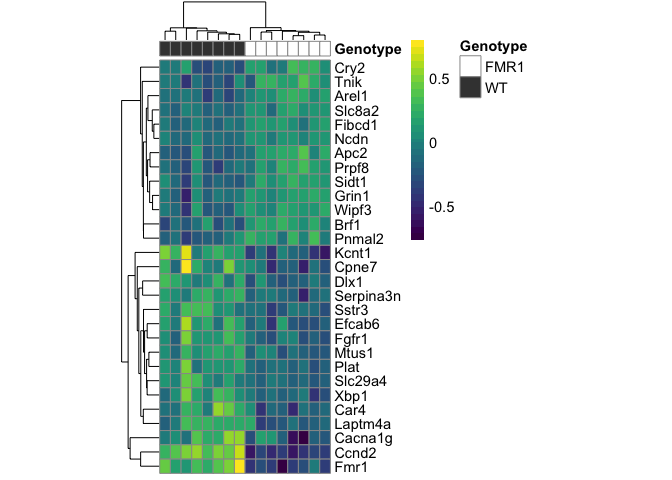 Genotype
Cry2
Tnik
Arel1
Slc8a2
Fibcd1
Ncdn
Apc2
Prpf8
Sidt1
Grin1
Wipf3
Brf1
Pnmal2
Kcnt1
Cpne7
Dlx1
Serpina3n
Sstr3
Efcab6
Fgfr1
Mtus1
Plat
Slc29a4
Xbp1
Car4
Laptm4a
Cacna1g
Ccnd2
Fmr1
0.5
0
-0.5
Genotype
FMR1
WT